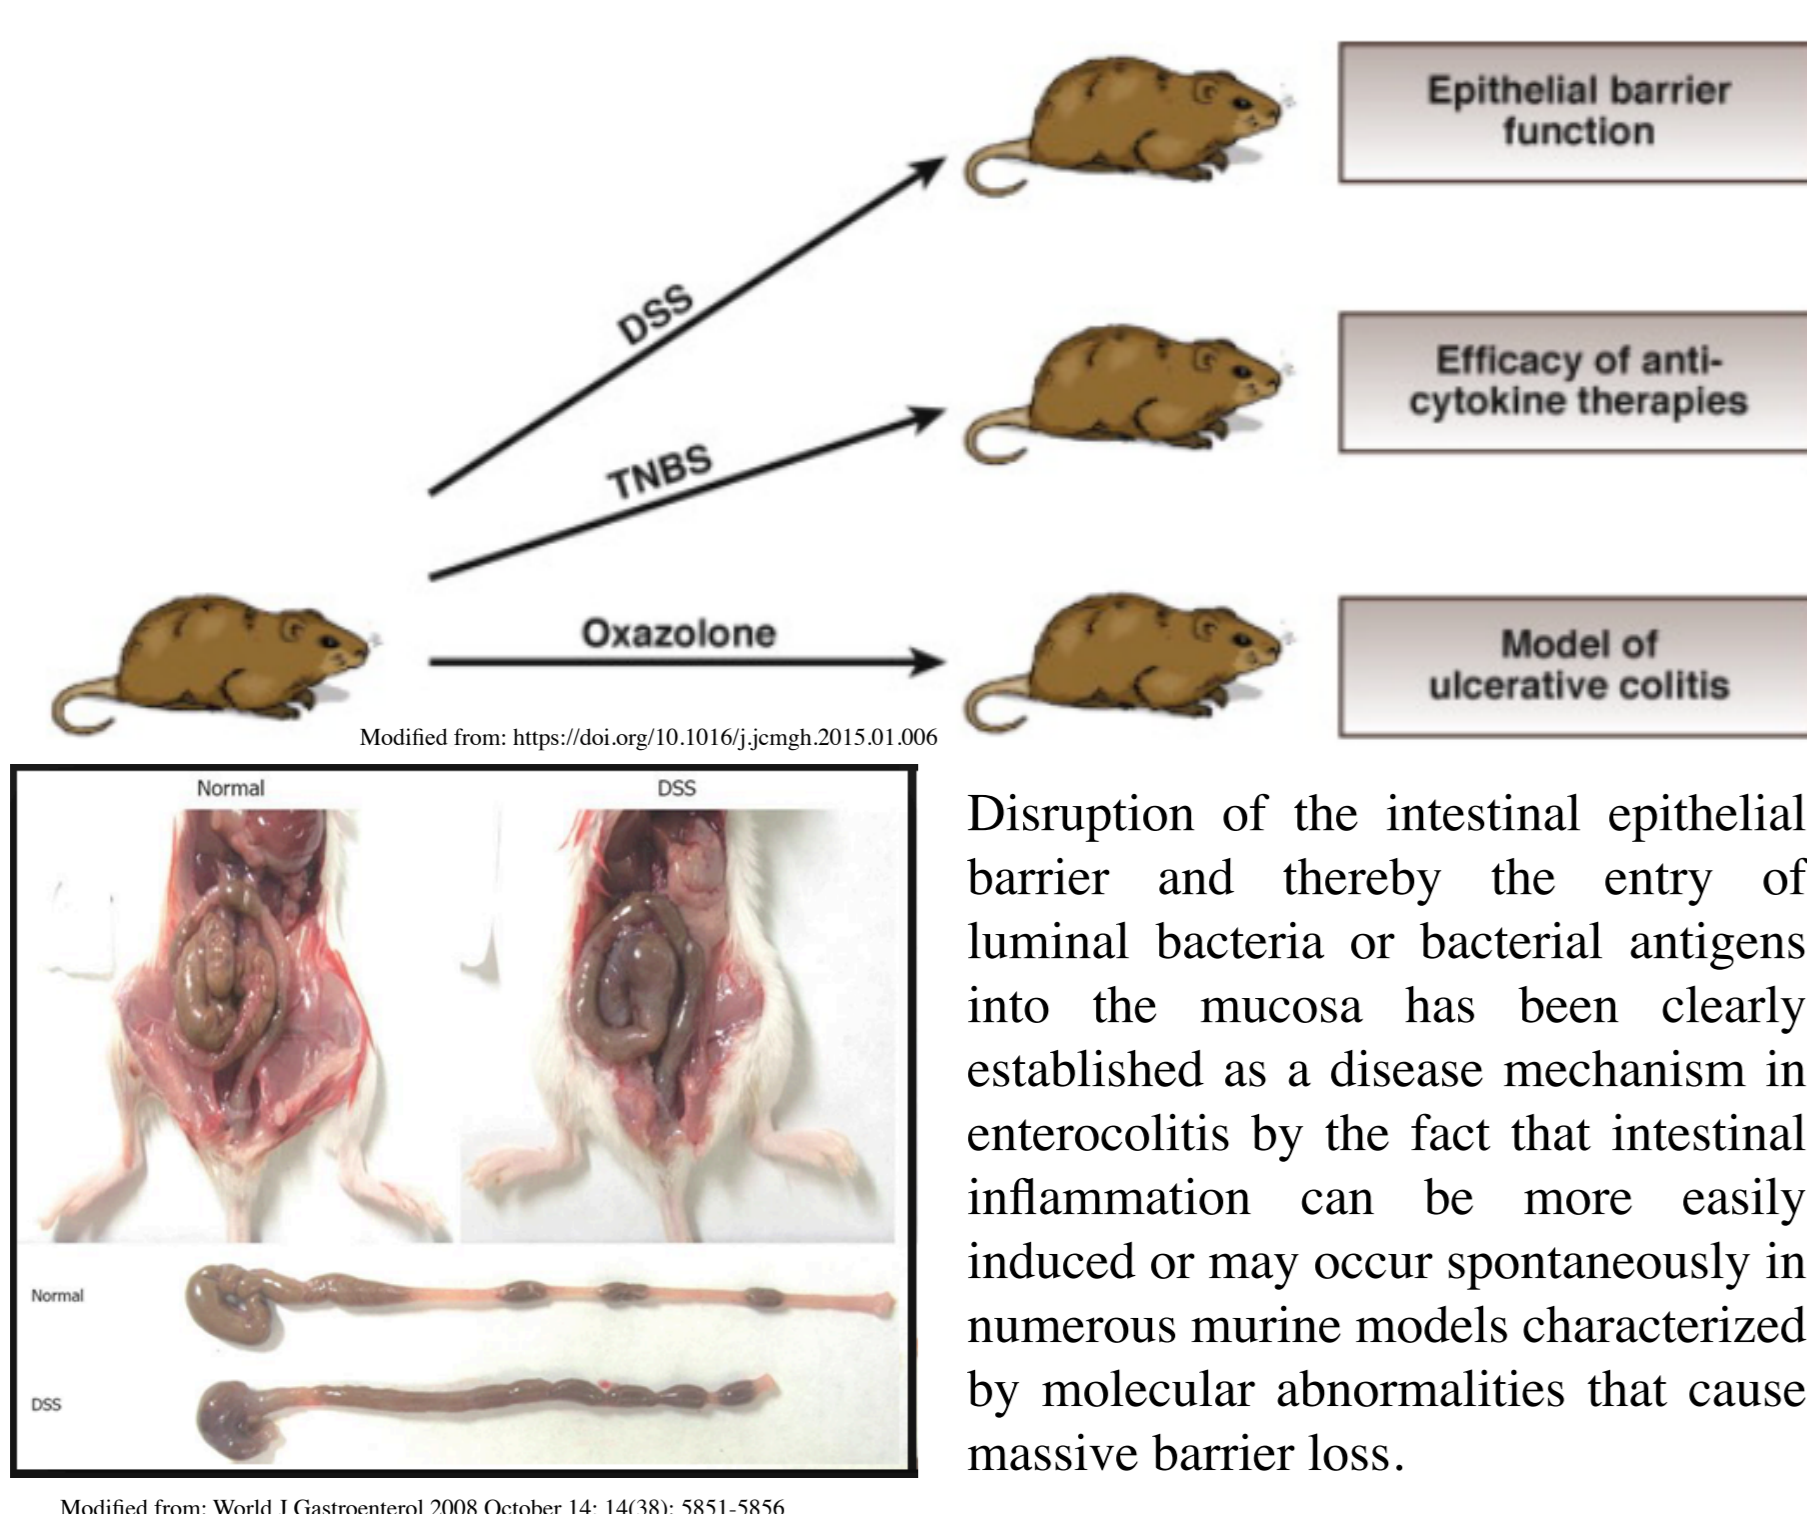 Epithelial barrier
function
DSS
Efficacy of anti-
cytokine therapies
TNBS
Oxazolone
Model of
ulcerative colitis
Modified from: https://doi.org/10.1016/j.jcmgh.2015.01.006
Normal
DSS
Normal
DSS
Modified from: World J Gastroenterol 2008 October 14; 14(38): 5851-5856
Disruption of the intestinal epithelial
barrier and thereby the entry of
luminal bacteria or bacterial antigens
into the mucosa has been clearly
established as a disease mechanism in
enterocolitis by the fact that intestinal
inflammation can be more easily
induced or may occur spontaneously in
numerous murine models characterized
by molecular abnormalities that cause
massive barrier loss.